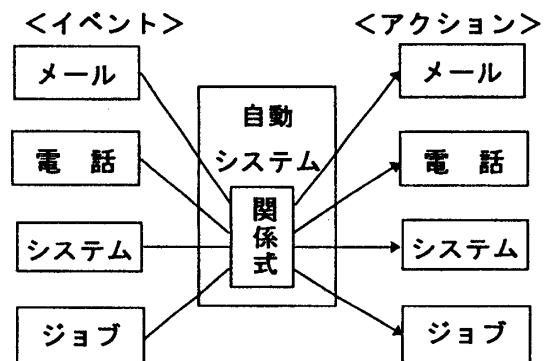 ＜イベント＞
＜アクション＞
メール
電 話
システム
ジョブ
自動
システム
関係式
メール
電 話
システム
ジョブ